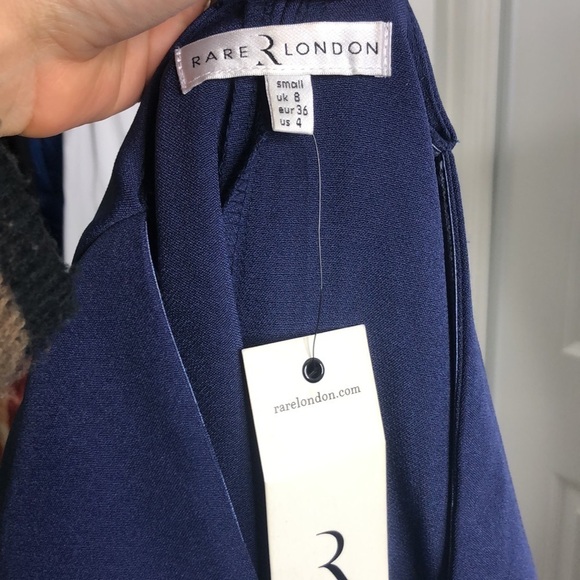 RARE R LONDON
small
uk 8
eur 36
us 4
rarelondon.com
R